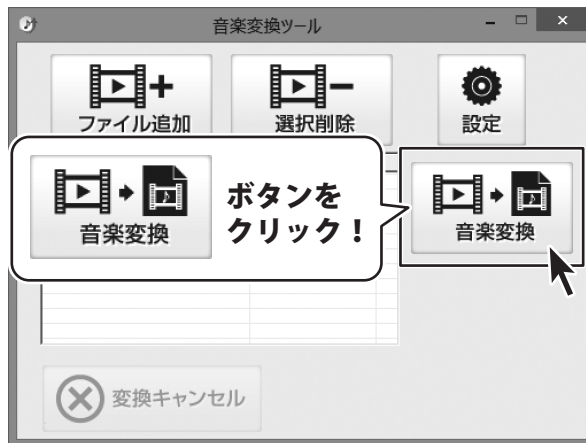 音楽変換ツール
ファイル追加
選択削除
設定
音楽変換
ボタンを
クリック！
音楽変換
変換キャンセル